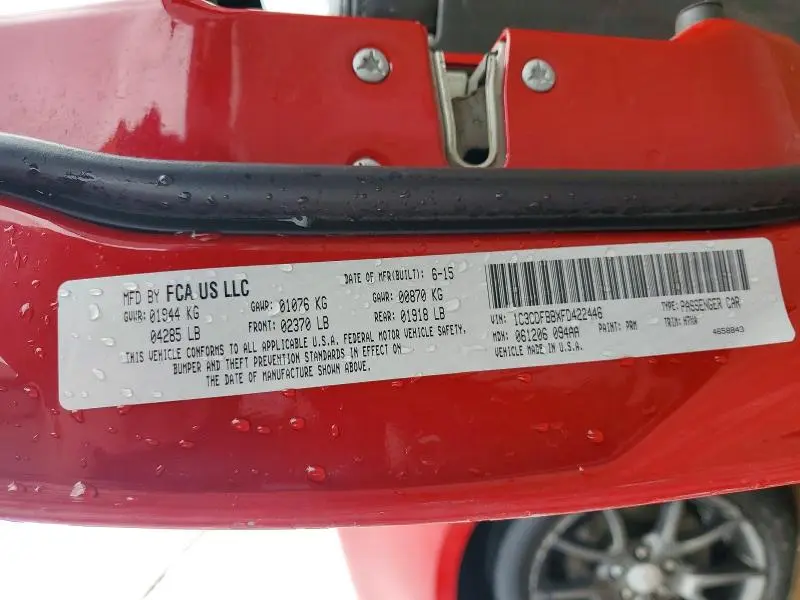 MFD BY FCA US LLC
DATE OF MFR(BUILT): 6-15
GVWR: 01944 KG
04285 LB
GAWR: 01076 KG
FRONT: 02370 LB
GAWR: 00870 KG
REAR: 01918 LB
THIS VEHICLE CONFORMS TO ALL APPLICABLE U.S.A. FEDERAL MOTOR VEHICLE SAFETY,
BUMPER AND THEFT PREVENTION STANDARDS IN EFFECT ON
THE DATE OF MANUFACTURE SHOWN ABOVE.
VIN: 1C3CDFBBXFD422446
TYPE: PASSENGER CAR
MDH: 061206 094AA
PAINT: PRM
TRIM: H7XR
VEHICLE MADE IN U.S.A.
4658843